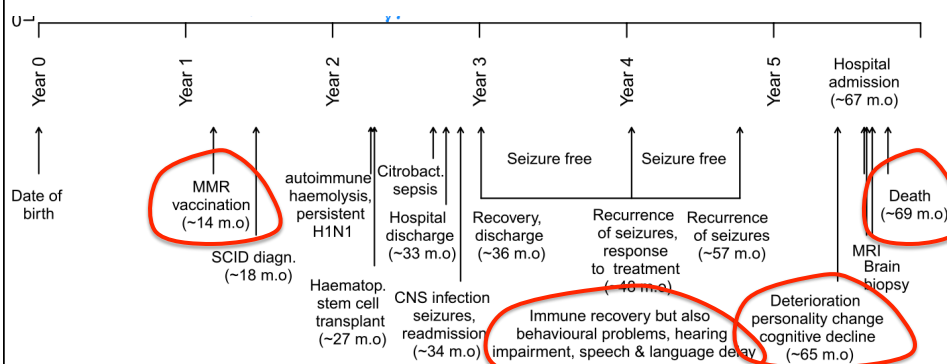 Year 0
Year 1
Year 2
Year 3
Year 4
Year 5
Hospital
admission
(~67 m.o)
Date of
birth
MMR
vaccination
(~14 m.o)
SCID diagn.
(~18 m.o)
autoimmune
haemolysis,
persistent
H1N1
Haematop.
stem cell
transplant
(~27 m.o)
Citrobact.
sepsis
Hospital
discharge
(~33 m.o)
CNS infection
seizures,
readmission
(~34 m.o)
Recovery,
discharge
(~36 m.o)
Seizure free
Seizure free
Recurrence
of seizures,
response
to treatment
(~48 m.o)
Recurrence
of seizures
(~57 m.o)
Immune recovery but also
behavioural problems, hearing
impairment, speech & language delay
Deterioration
personality change
cognitive decline
(~65 m.o)
MRI
Brain
biopsy
Death
(~69 m.o)